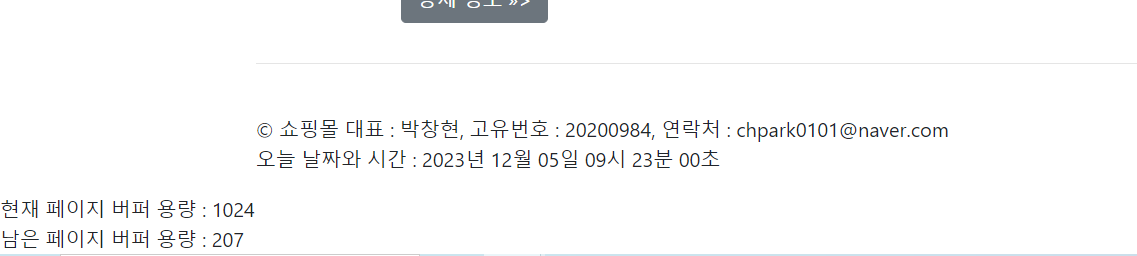 © 쇼핑몰 대표 : 박창현, 고유번호 : 20200984, 연락처 : chpark0101@naver.com
오늘 날짜와 시간 : 2023년 12월 05일 09시 23분 00초
현재 페이지 버퍼 용량 : 1024
남은 페이지 버퍼 용량 : 207